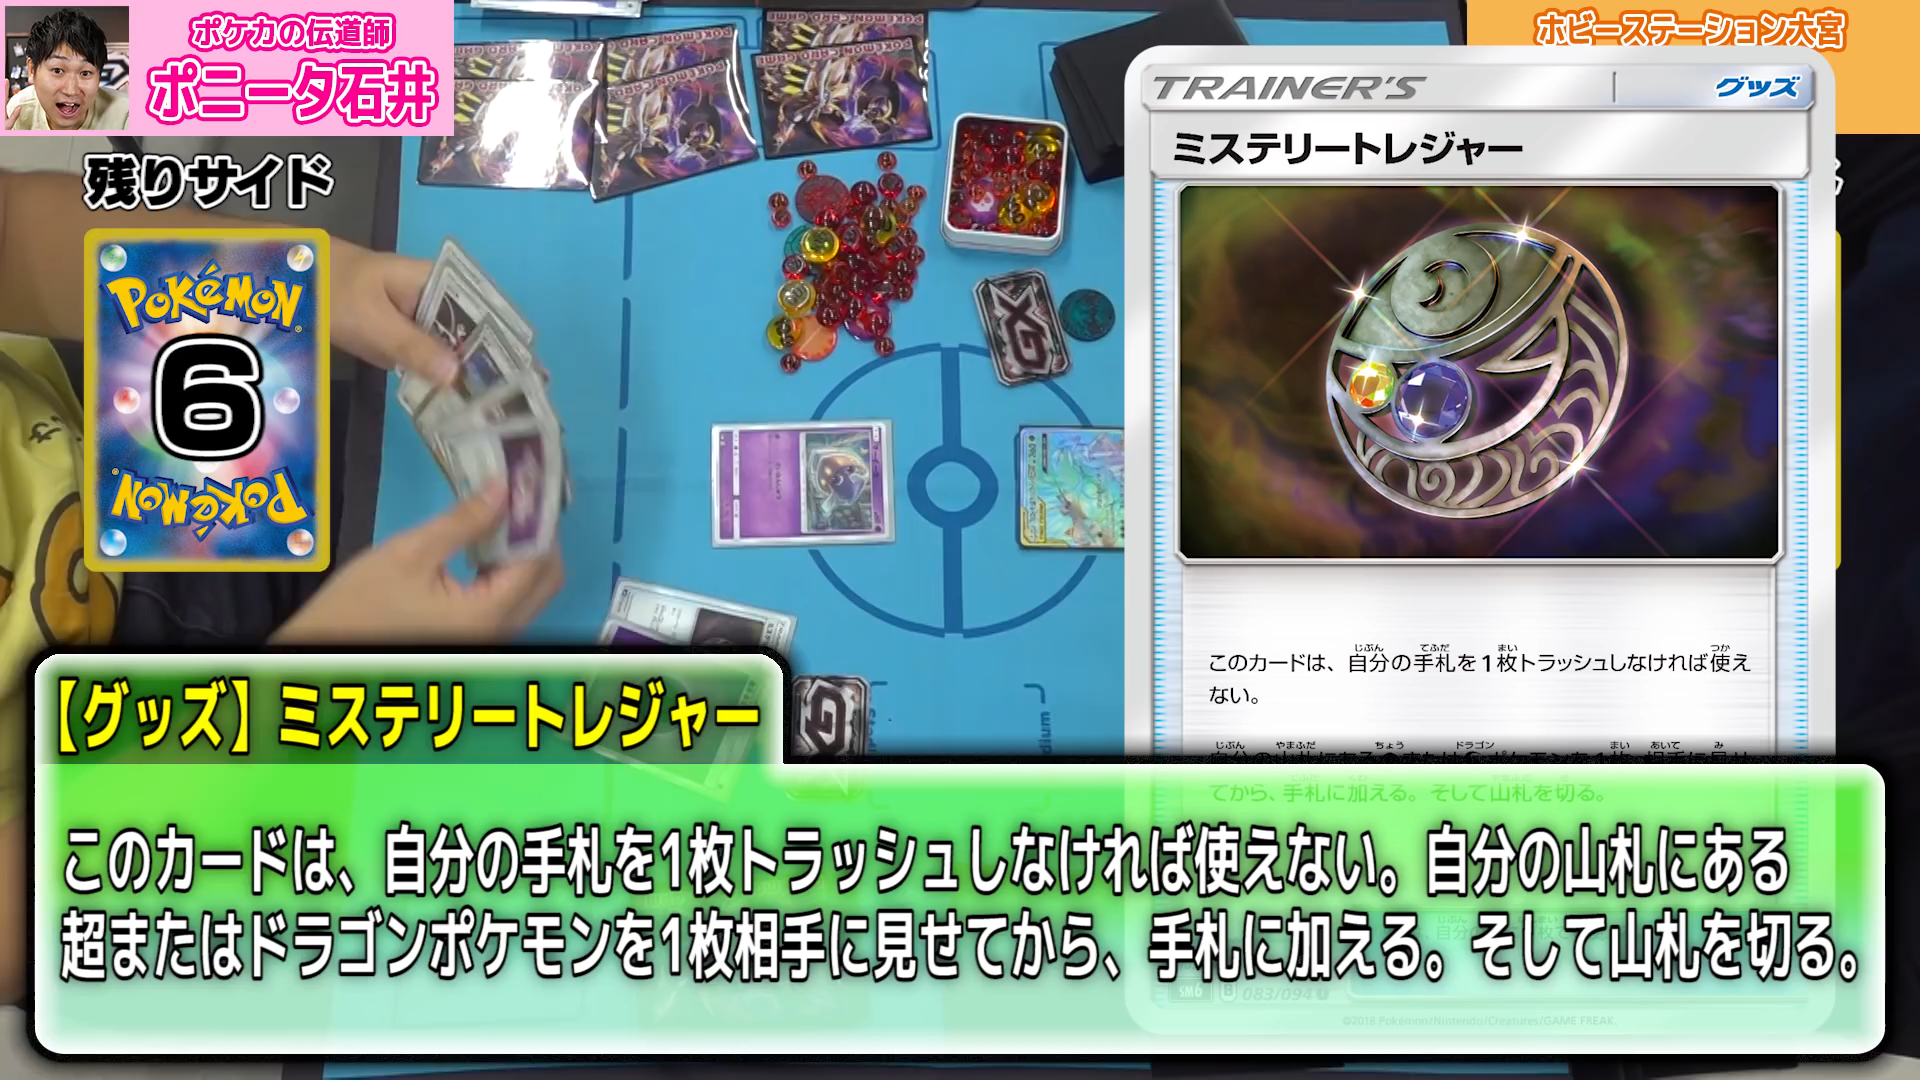 ポケカの伝道師
ポニータ石井
ホビーステーション大宮
残りサイド
POKéMON
6
POKéMON
TRAINER'S
グッズ
ミステリートレジャー
このカードは、自分の手札を1枚トラッシュしなければ使え
ない。
てから、手札に加える。そして山札を切る。
【グッズ】ミステリートレジャー
このカードは、自分の手札を1枚トラッシュしなければ使えない。自分の山札にある
超またはドラゴンポケモンを1枚相手に見せてから、手札に加える。そして山札を切る。
SM6
083/094
©2018 Pokémon/Nintendo/Creatures/GAME FREAK.